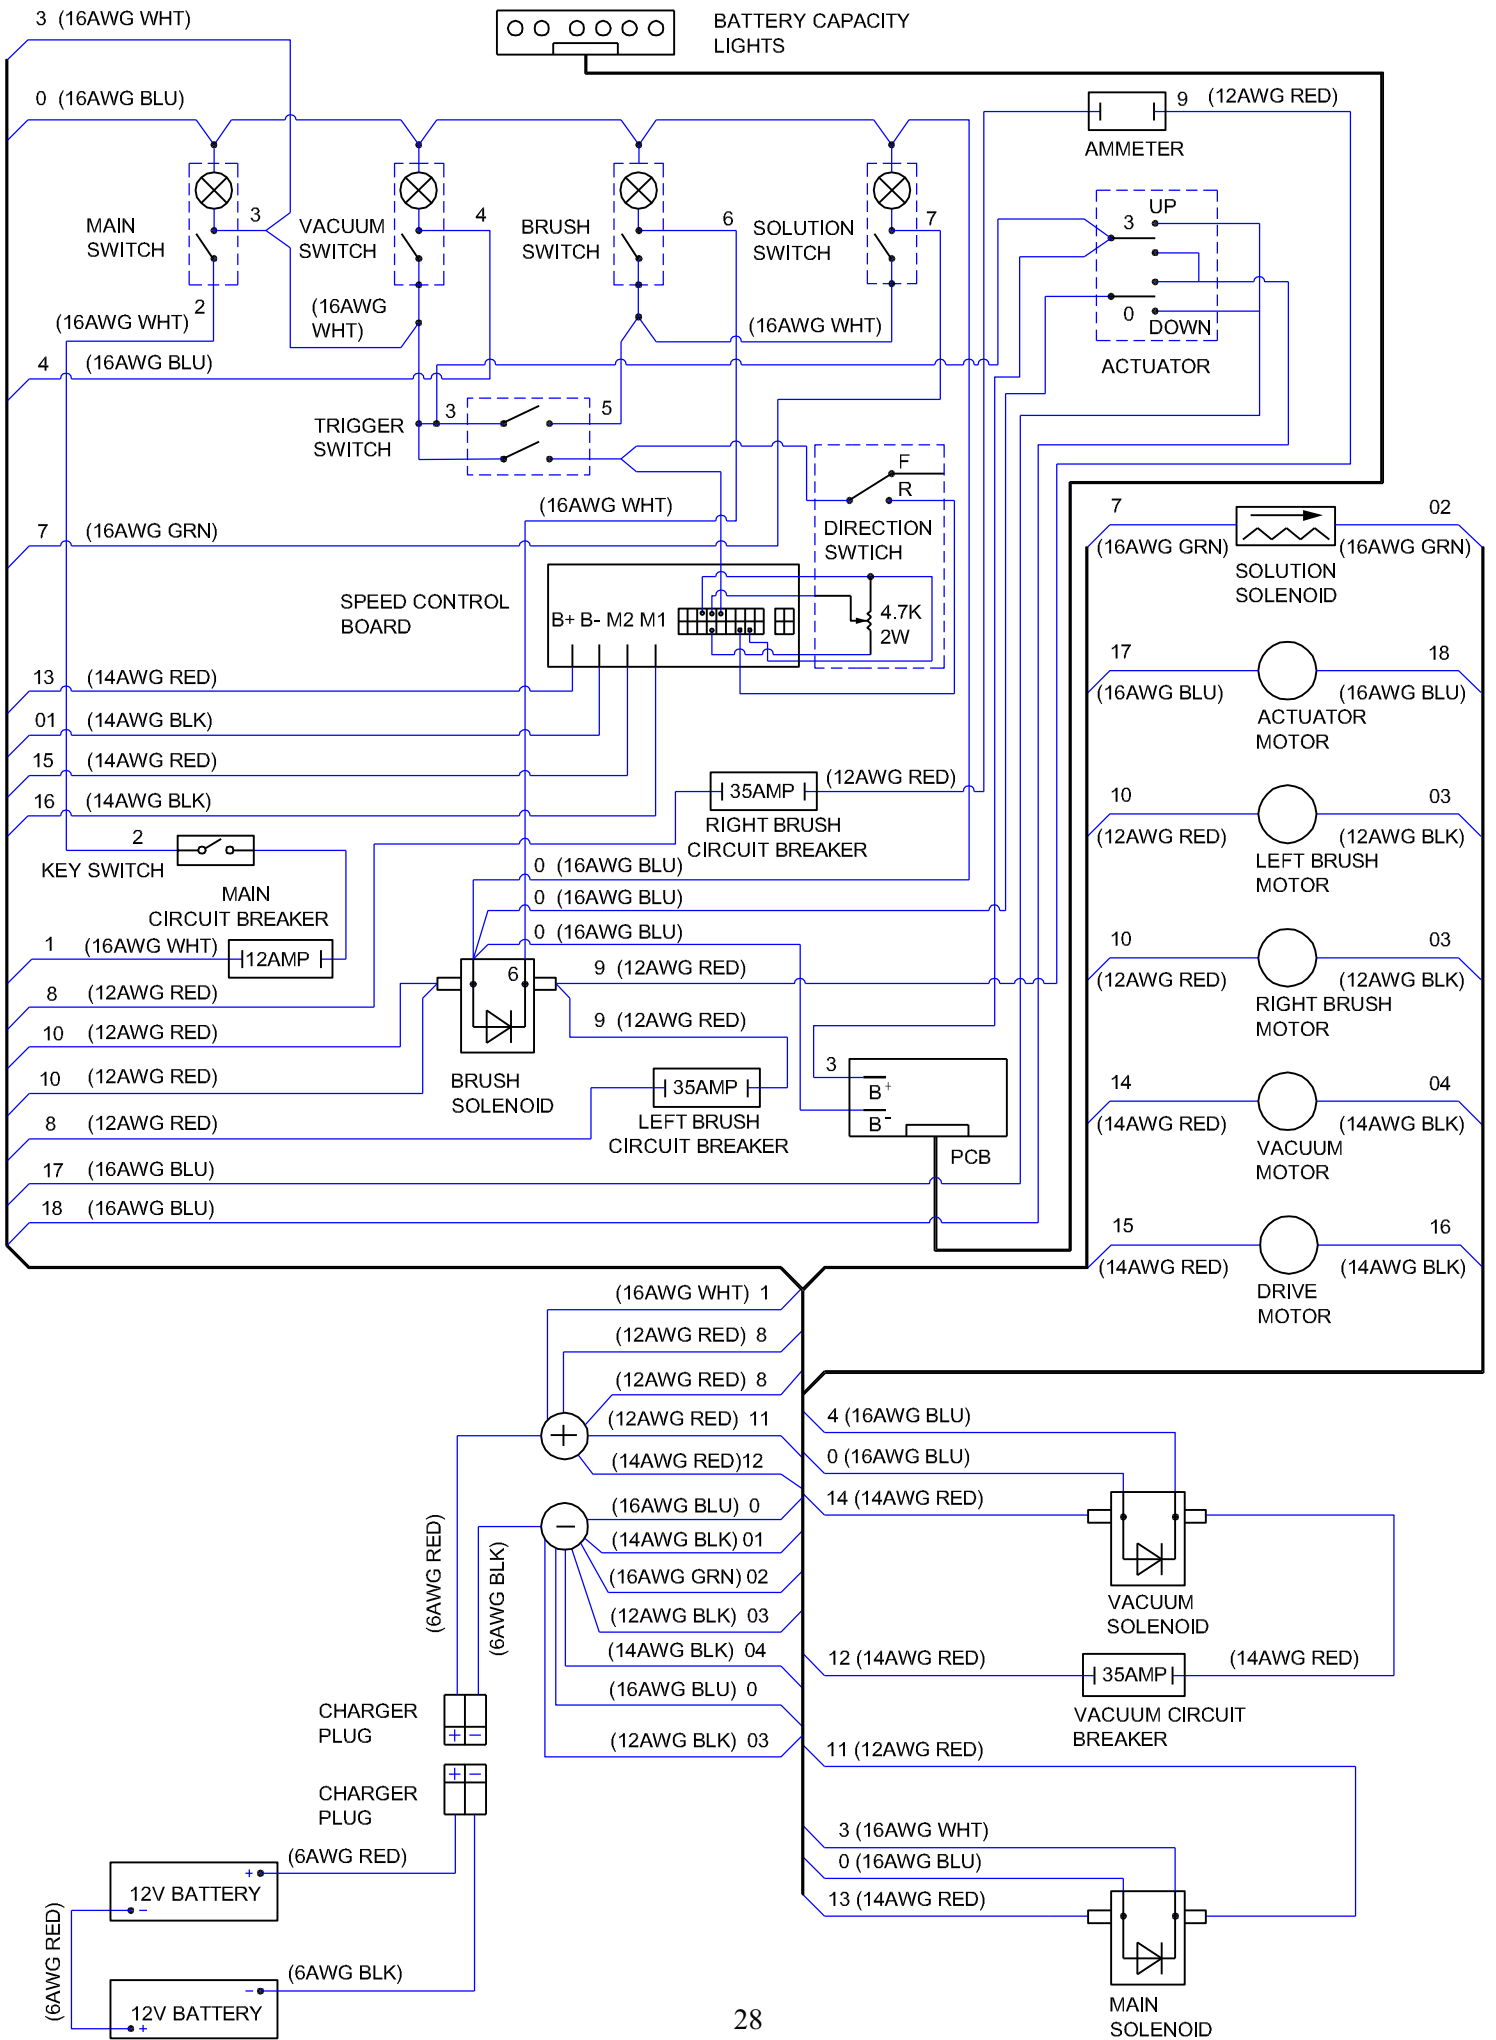 3 (16AWG WHT)
BATTERY CAPACITY
LIGHTS
0 (16AWG BLU)
9 (12AWG RED)
AMMETER
MAIN
SWITCH
3
VACUUM
SWITCH
4
BRUSH
SWITCH
6
SOLUTION
SWITCH
7
UP
3
0
DOWN
ACTUATOR
2
(16AWG WHT)
(16AWG
WHT)
(16AWG WHT)
4 (16AWG BLU)
TRIGGER
SWITCH
3
5
F
R
DIRECTION
SWTICH
(16AWG WHT)
7 (16AWG GRN)
7
02
(16AWG GRN)
(16AWG GRN)
SOLUTION
SOLENOID
SPEED CONTROL
BOARD
B+ B- M2 M1
4.7K
2W
13 (14AWG RED)
01 (14AWG BLK)
15 (14AWG RED)
16 (14AWG BLK)
17
18
(16AWG BLU)
(16AWG BLU)
ACTUATOR
MOTOR
35AMP
(12AWG RED)
RIGHT BRUSH
CIRCUIT BREAKER
10
03
(12AWG RED)
(12AWG BLK)
LEFT BRUSH
MOTOR
2
KEY SWITCH
MAIN
CIRCUIT BREAKER
0 (16AWG BLU)
0 (16AWG BLU)
0 (16AWG BLU)
1 (16AWG WHT)
12AMP
6
9 (12AWG RED)
10
03
(12AWG RED)
(12AWG BLK)
RIGHT BRUSH
MOTOR
8 (12AWG RED)
10 (12AWG RED)
9 (12AWG RED)
10 (12AWG RED)
BRUSH
SOLENOID
35AMP
LEFT BRUSH
CIRCUIT BREAKER
3
B+
B-
PCB
8 (12AWG RED)
17 (16AWG BLU)
18 (16AWG BLU)
14
04
(14AWG RED)
(14AWG BLK)
VACUUM
MOTOR
15
16
(14AWG RED)
(14AWG BLK)
DRIVE
MOTOR
(16AWG WHT) 1
(12AWG RED) 8
(12AWG RED) 8
(12AWG RED) 11
(14AWG RED)12
+
(16AWG BLU) 0
(14AWG BLK) 01
(16AWG GRN) 02
(12AWG BLK) 03
(14AWG BLK) 04
(16AWG BLU) 0
(12AWG BLK) 03
−
(6AWG RED)
(6AWG BLK)
4 (16AWG BLU)
0 (16AWG BLU)
14 (14AWG RED)
VACUUM
SOLENOID
12 (14AWG RED)
35AMP
(14AWG RED)
VACUUM CIRCUIT
BREAKER
11 (12AWG RED)
CHARGER
PLUG
+ −
+ −
CHARGER
PLUG
3 (16AWG WHT)
0 (16AWG BLU)
13 (14AWG RED)
MAIN
SOLENOID
(6AWG RED)
+
12V BATTERY
−
(6AWG RED)
(6AWG BLK)
−
12V BATTERY
+
28